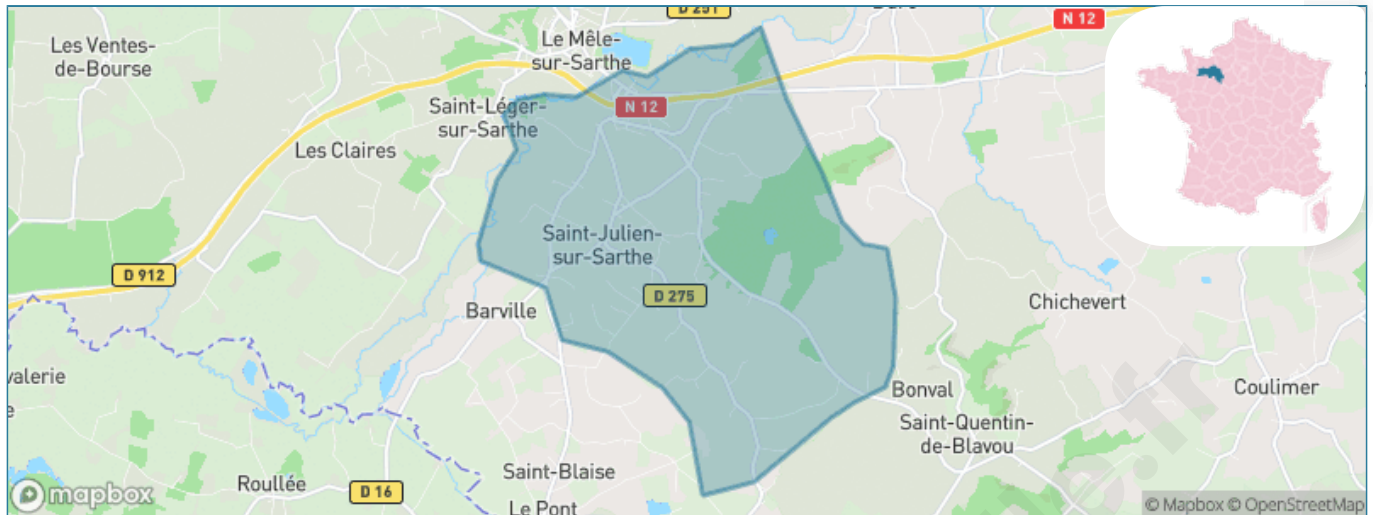 D 251
N 12
Les Ventes-
de-Bourse
Le Mêle-
sur-Sarthe
Saint-Léger-
sur-Sarthe
N 12
Les Claires
Saint-Julien-
sur-Sarthe
D 912
D 275
Chichevert
Barville
valerie
Bonval
Coulimer
Saint-Quentin-
de-Blavou
Saint-Blaise
Roullée
D 16
Le Pont
mapbox
© Mapbox © OpenStreetMap